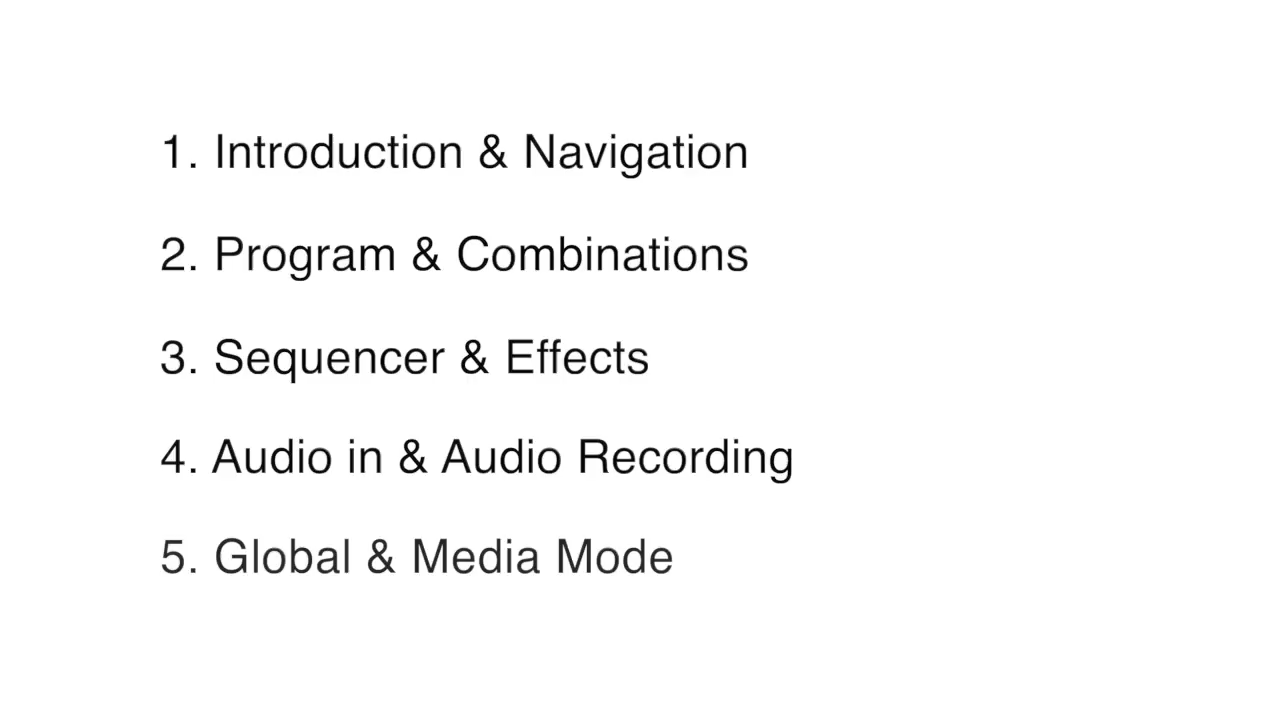 1. Introduction & Navigation
2. Program & Combinations
3. Sequencer & Effects
4. Audio in & Audio Recording
5. Global & Media Mode